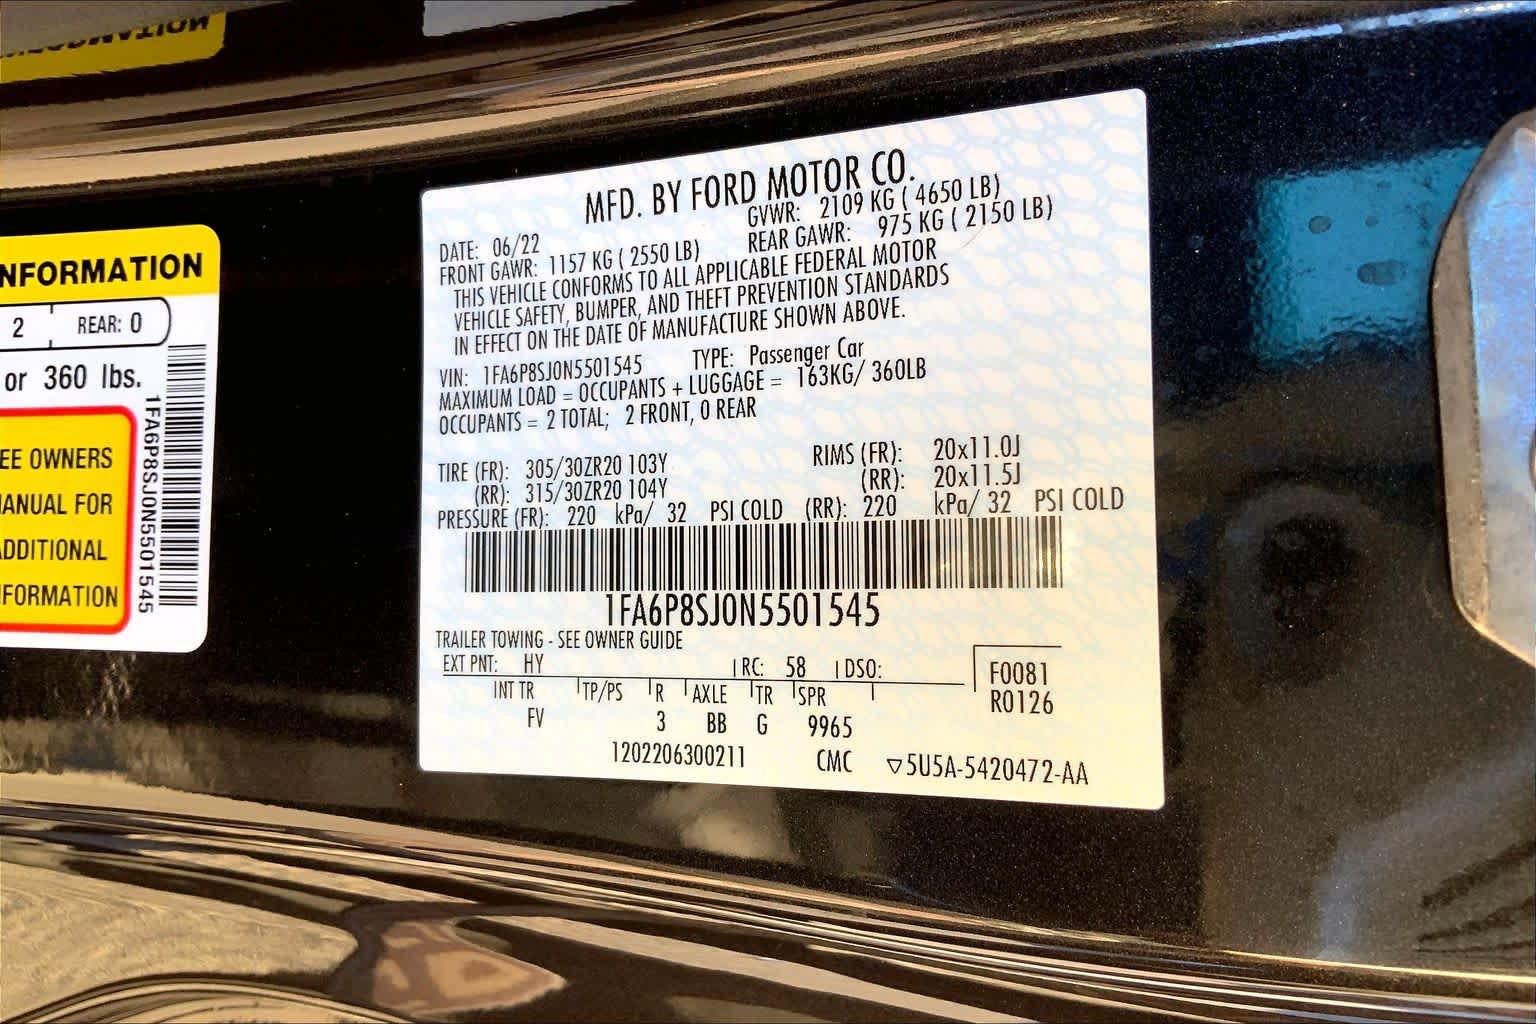 NFORMATION
2 REAR: 0
or 360 lbs.
EE OWNERS
ANUAL FOR
ADDITIONAL
NFORMATION
1FA6P8SJ0N5501545
MFD. BY FORD MOTOR CO.
DATE: 06/22 GVWR: 2109 KG ( 4650 LB)
FRONT GAWR: 1157 KG ( 2550 LB) REAR GAWR: 975 KG ( 2150 LB)
THIS VEHICLE CONFORMS TO ALL APPLICABLE FEDERAL MOTOR
VEHICLE SAFETY, BUMPER, AND THEFT PREVENTION STANDARDS
IN EFFECT ON THE DATE OF MANUFACTURE SHOWN ABOVE.
VIN: 1FA6P8SJ0N5501545 TYPE: Passenger Car
MAXIMUM LOAD = OCCUPANTS + LUGGAGE = 163KG/ 360LB
OCCUPANTS = 2 TOTAL; 2 FRONT, 0 REAR
TIRE (FR): 305/30ZR20 103Y RIMS (FR): 20x11.0J
(RR): 315/30ZR20 104Y (RR): 20x11.5J
PRESSURE (FR): 220 kPa/ 32 PSI COLD (RR): 220 kPa/ 32 PSI COLD
1FA6P8SJ0N5501545
TRAILER TOWING - SEE OWNER GUIDE
EXT PNT: HY RC: 58 DSO: F0081
INT TR TP/PS R AXLE TR SPR R0126
FV 3 BB G 9965
1202206300211 CMC ▽5U5A-5420472-AA